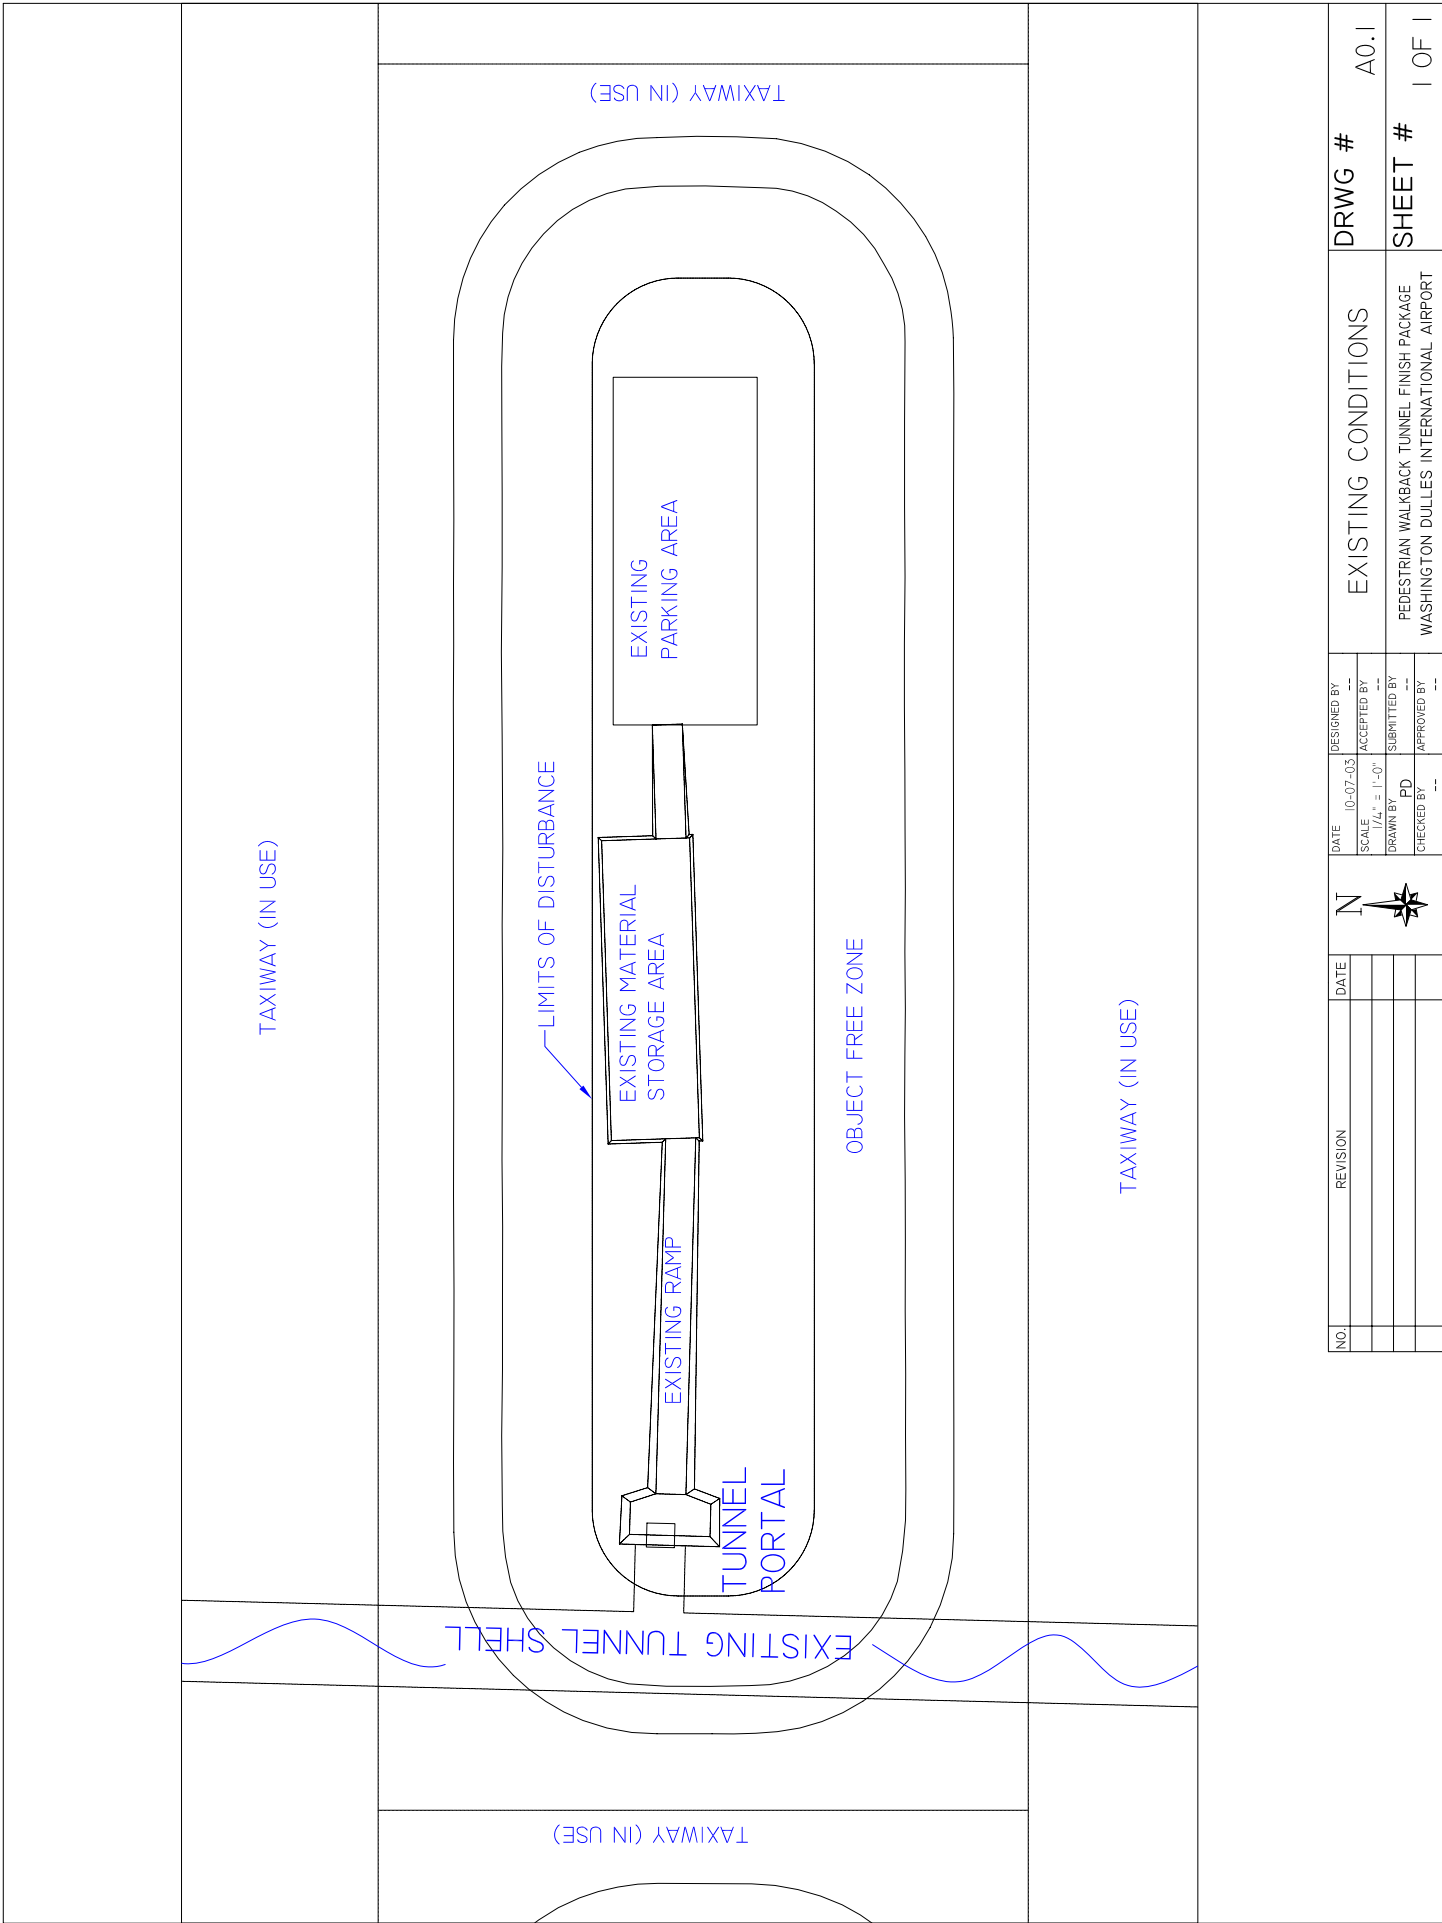 TAXIWAY (IN USE)
TAXIWAY (IN USE)
LIMITS OF DISTURBANCE
EXISTING
PARKING AREA
EXISTING MATERIAL
STORAGE AREA
OBJECT FREE ZONE
EXISTING RAMP
TUNNEL
PORTAL
EXISTING TUNNEL SHELL
TAXIWAY (IN USE)
TAXIWAY (IN USE)
NO.
REVISION
DATE
N
DATE
10-07-03
SCALE
1/4" = 1'-0"
DRAWN BY
PD
CHECKED BY
--
DESIGNED BY
--
ACCEPTED BY
--
SUBMITTED BY
--
APPROVED BY
--
EXISTING CONDITIONS
PEDESTRIAN WALKBACK TUNNEL FINISH PACKAGE
WASHINGTON DULLES INTERNATIONAL AIRPORT
DRWG #
A0.1
SHEET #
1 OF 1